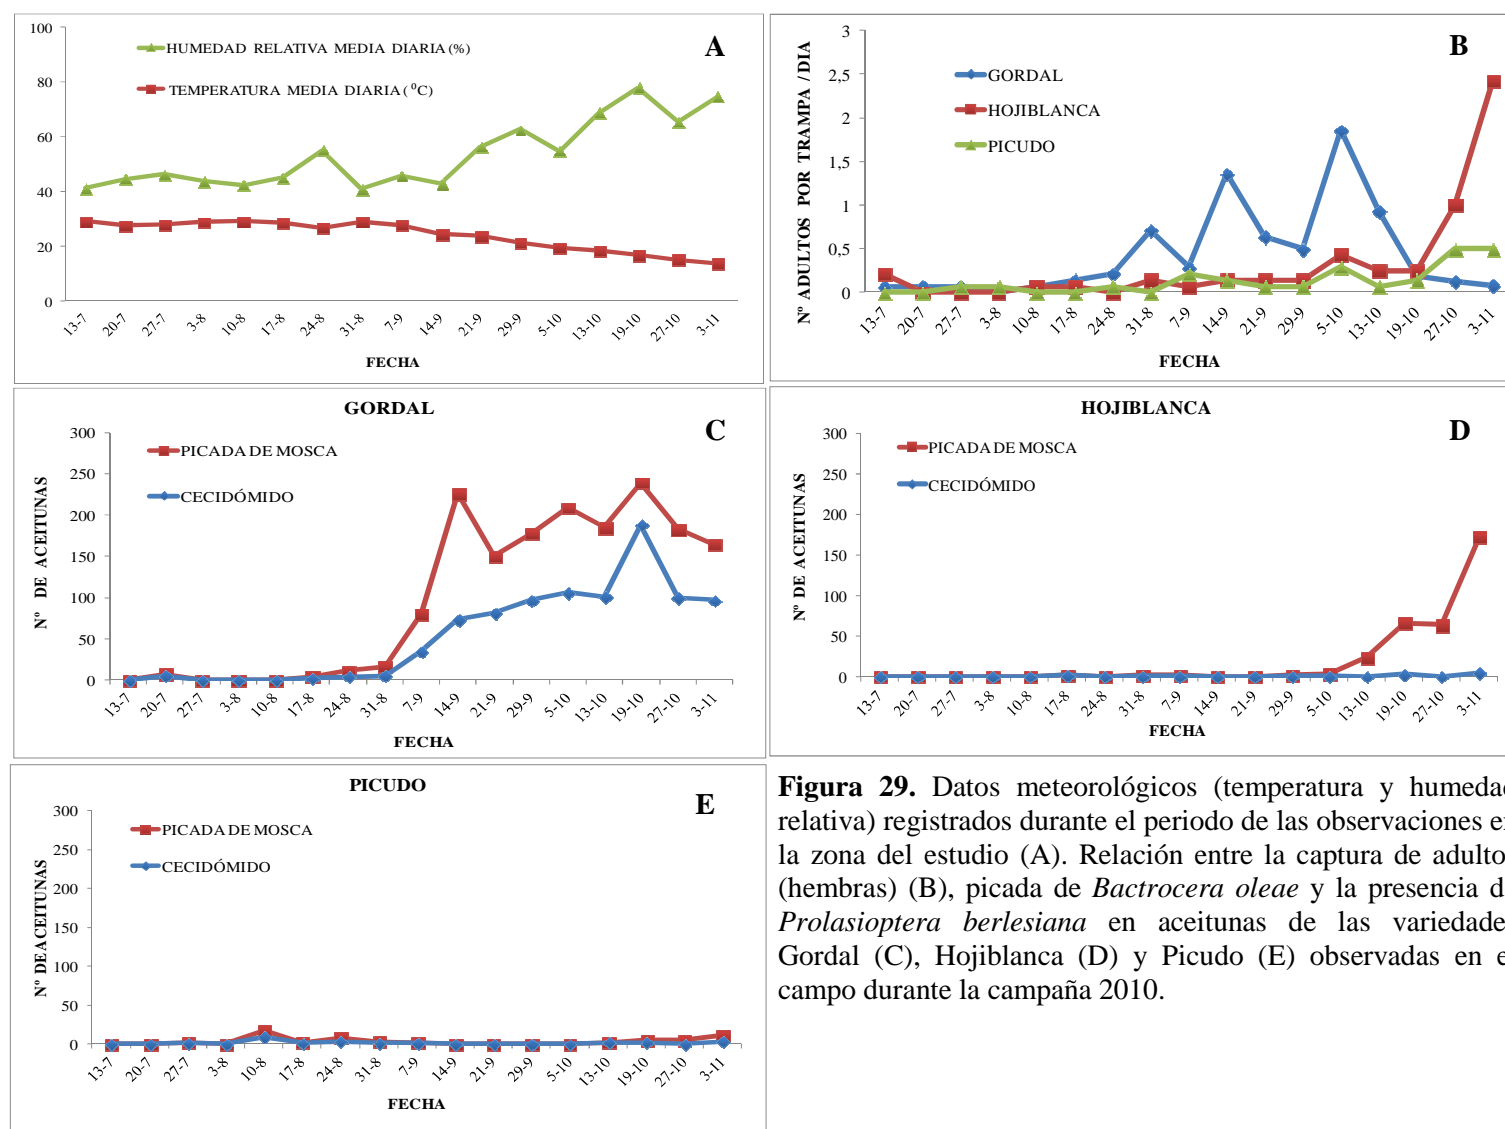 A
HUMEDAD RELATIVA MEDIA DIARIA (%)
TEMPERATURA MEDIA DIARIA (ºC)
100
80
60
40
20
0
13-7 20-7 27-7 3-8 10-8 17-8 24-8 31-8 7-9 14-9 21-9 29-9 5-10 13-10 19-10 27-10 3-11
FECHA
B
Nº ADULTOS POR TRAMPA /DIA
GORDAL
HOJIBLANCA
PICUDO
3
2,5
2
1,5
1
0,5
0
13-7 20-7 27-7 3-8 10-8 17-8 24-8 31-8 7-9 14-9 21-9 29-9 5-10 13-10 19-10 27-10 3-11
FECHA
GORDAL
C
Nº DE ACEITUNAS
PICADA DE MOSCA
CECIDÓMIDO
300
250
200
150
100
50
0
13-7 20-7 27-7 3-8 10-8 17-8 24-8 31-8 7-9 14-9 21-9 29-9 5-10 13-10 19-10 27-10 3-11
FECHA
HOJIBLANCA
D
Nº DE ACEITUNAS
PICADA DE MOSCA
CECIDÓMIDO
300
250
200
150
100
50
0
13-7 20-7 27-7 3-8 10-8 17-8 24-8 31-8 7-9 14-9 21-9 29-9 5-10 13-10 19-10 27-10 3-11
FECHA
PICUDO
E
Nº DE ACEITUNAS
PICADA DE MOSCA
CECIDÓMIDO
300
250
200
150
100
50
0
13-7 20-7 27-7 3-8 10-8 17-8 24-8 31-8 7-9 14-9 21-9 29-9 5-10 13-10 19-10 27-10 3-11
FECHA
Figura 29. Datos meteorológicos (temperatura y humedad
relativa) registrados durante el periodo de las observaciones en
la zona del estudio (A). Relación entre la captura de adulto
(hembras) (B), picada de Bactrocera oleae y la presencia d
Prolasioptera berlesiana en aceitunas de las variedade
Gordal (C), Hojiblanca (D) y Picudo (E) observadas en e
campo durante la campaña 2010.